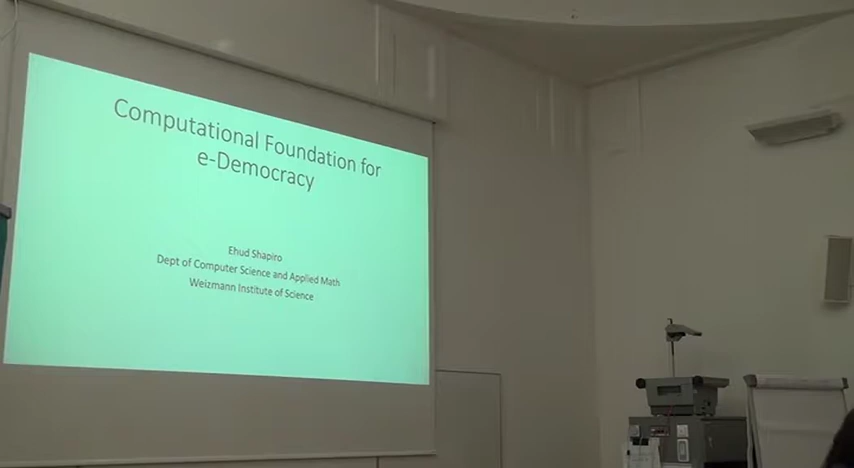 Computational Foundation for
e-Democracy
Ehud Shapiro
Dept of Computer Science and Applied Math
Weizmann Institute of Science